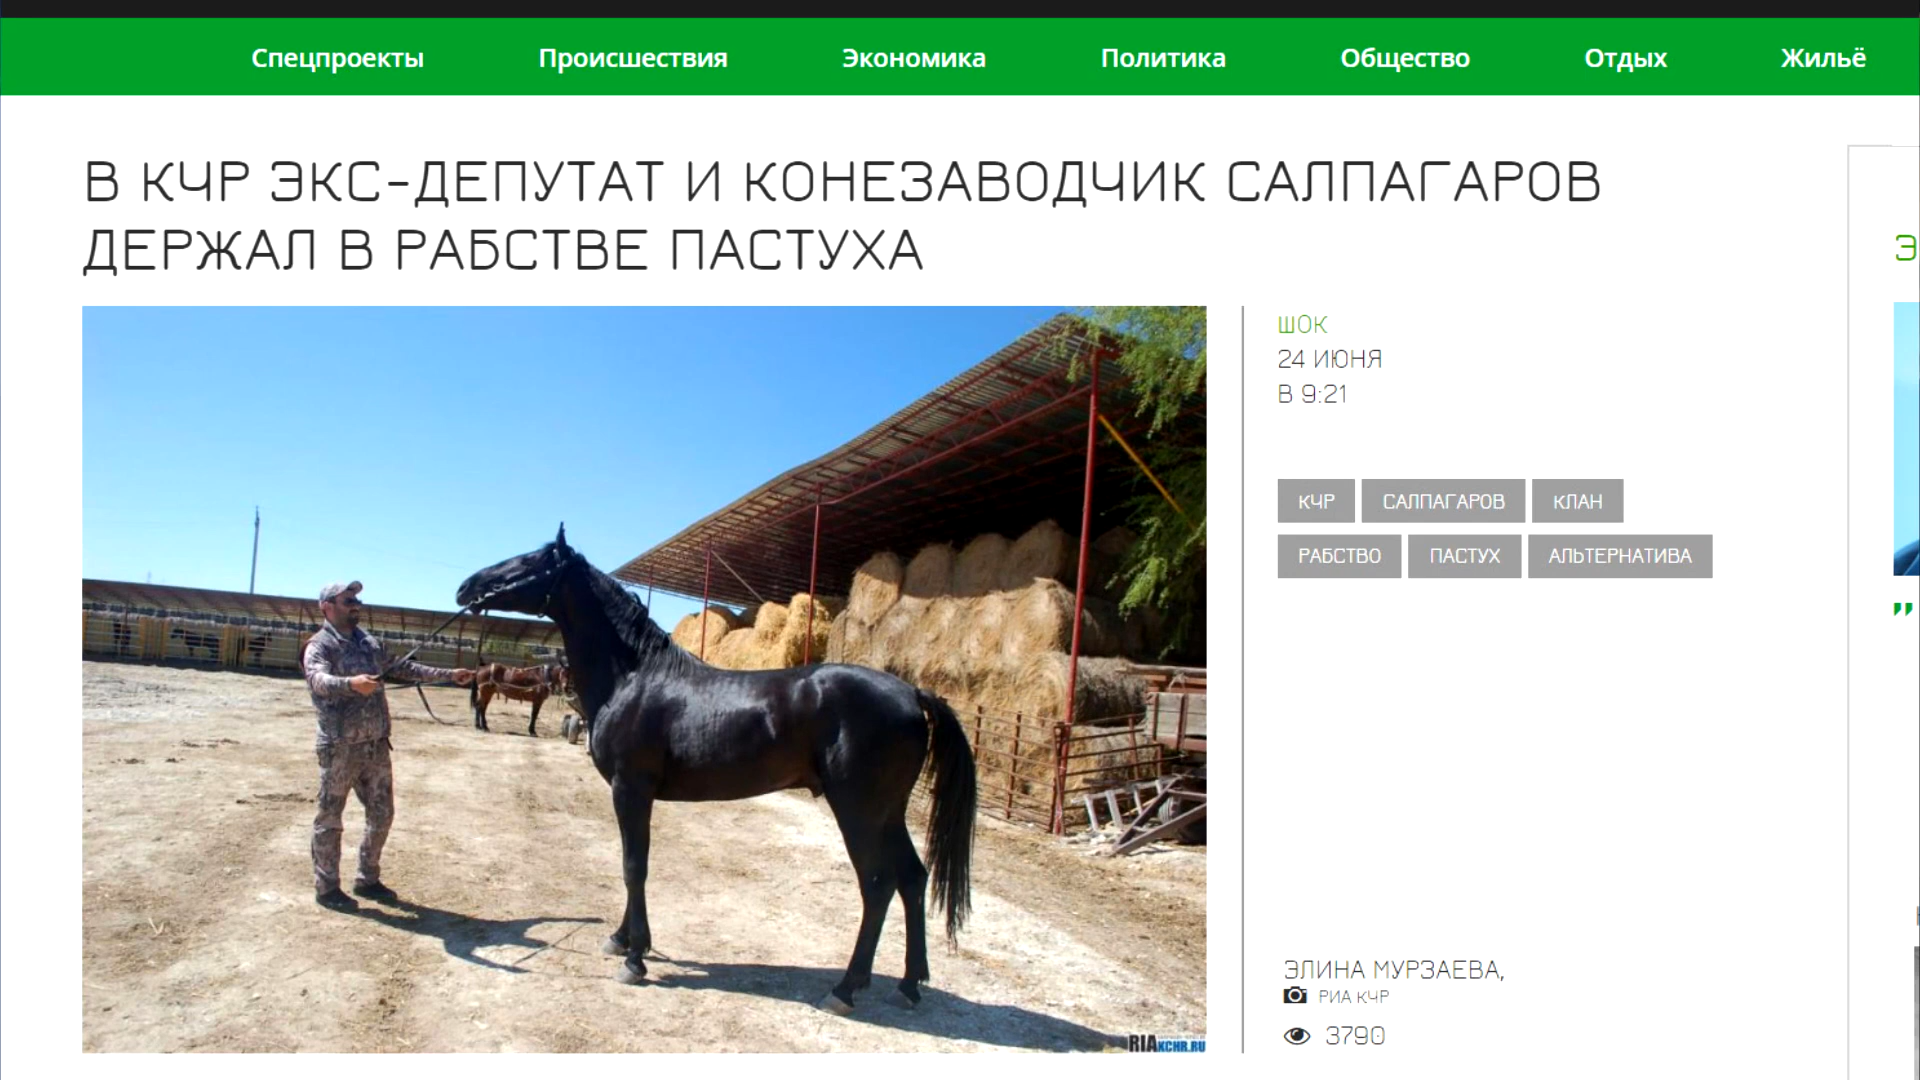 Спецпроекты Происшествия Экономика Политика Общество Отдых Жильё
В КЧР ЭКС-ДЕПУТАТ И КОНЕЗАВОДЧИК САЛПАГАРОВ
ДЕРЖАЛ В РАБСТВЕ ПАСТУХА
ШОК
24 ИЮНЯ
В 9:21
КЧР САЛПАГАРОВ КЛАН
РАБСТВО ПАСТУХ АЛЬТЕРНАТИВА
ЭЛИНА МУРЗАЕВА,
РИА КЧР
3790
RIAKCHR.RU